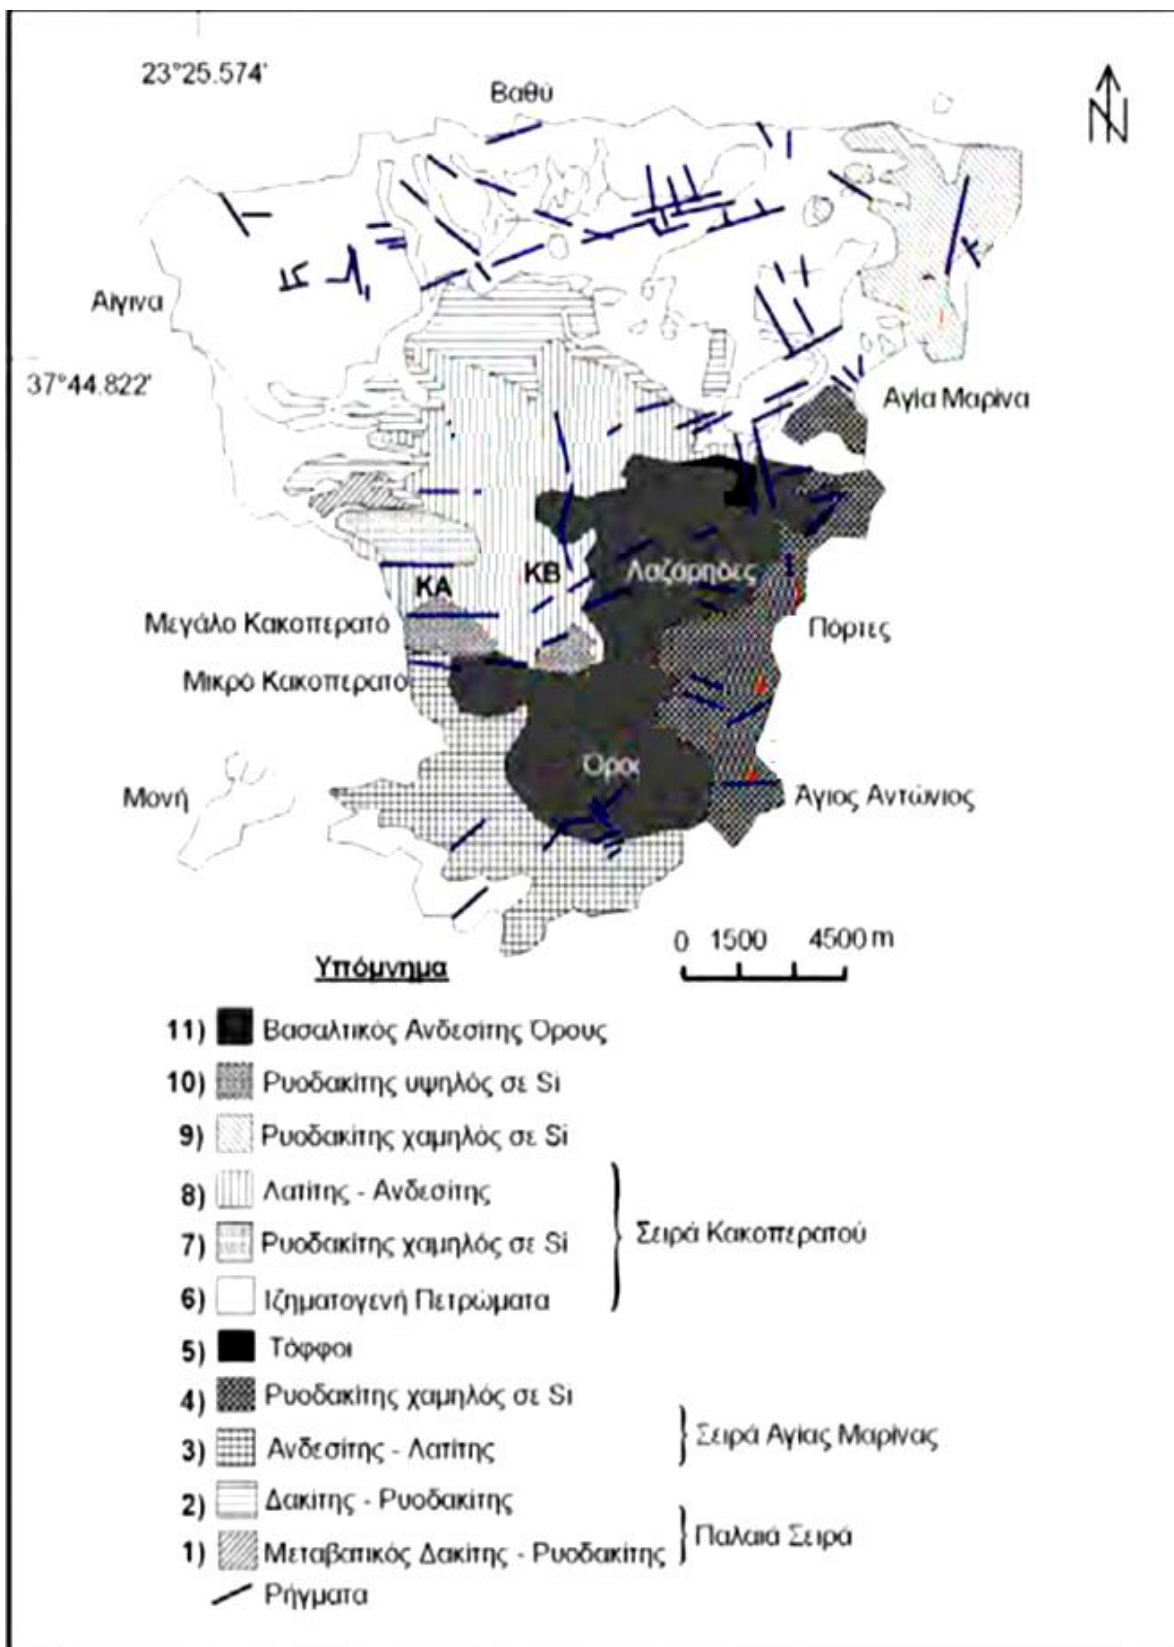 23°25.574'
Βαθύ
N
Αίγινα
37°44.822'
Αγία Μαρίνα
ΚΑ
ΚΒ
Λαζάρηδες
Μεγάλο Κακοπερατό
Πόρτες
Μικρό Κακοπερατό
Όρος
Μονή
Άγιος Αντώνιος
0 1500 4500 m
Υπόμνημα
11) Βασαλτικός Ανδεσίτης Όρους
10) Ρυοδακίτης υψηλός σε Si
9) Ρυοδακίτης χαμηλός σε Si
8) Λατίτης - Ανδεσίτης
7) Ρυοδακίτης χαμηλός σε Si
Σειρά Κακοπερατού
6) Ιζηματογενή Πετρώματα
5) Τόφφοι
4) Ρυοδακίτης χαμηλός σε Si
3) Ανδεσίτης - Λατίτης
Σειρά Αγίας Μαρίνας
2) Δακίτης - Ρυοδακίτης
1) Μεταβατικός Δακίτης - Ρυοδακίτης
Παλαιά Σειρά
Ρήγματα